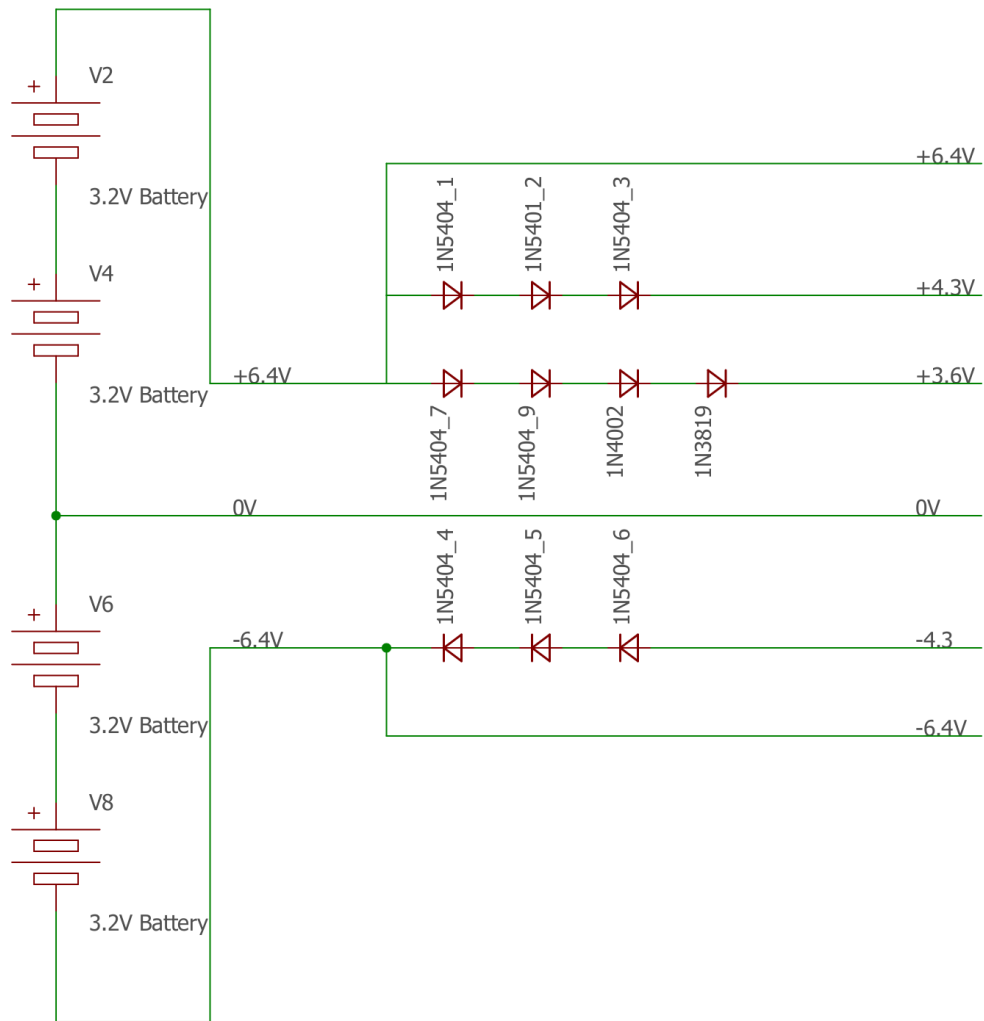 +
V2
3.2V Battery
+
V4
3.2V Battery
+6.4V
1N5404_1
1N5401_2
1N5404_3
+4.3V
+6.4V
+3.6V
1N5404_7
1N5404_9
1N4002
1N3819
0V
0V
1N5404_4
1N5404_5
1N5404_6
+
V6
3.2V Battery
-6.4V
-4.3
-6.4V
+
V8
3.2V Battery